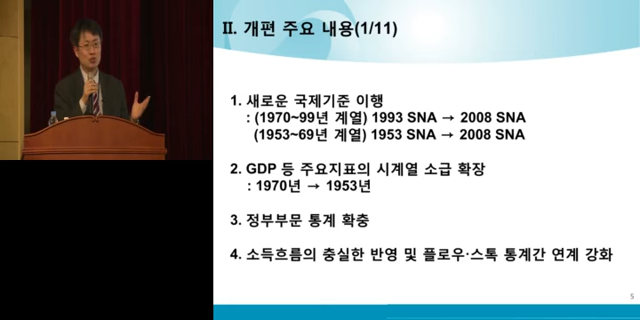 II. 개편 주요 내용(1/11)
1. 새로운 국제기준 이행
: (1970~99년 계열) 1993 SNA → 2008 SNA
(1953~69년 계열) 1953 SNA → 2008 SNA
2. GDP 등 주요지표의 시계열 소급 확장
: 1970년 → 1953년
3. 정부부문 통계 확충
4. 소득흐름의 충실한 반영 및 플로우·스톡 통계간 연계 강화
5